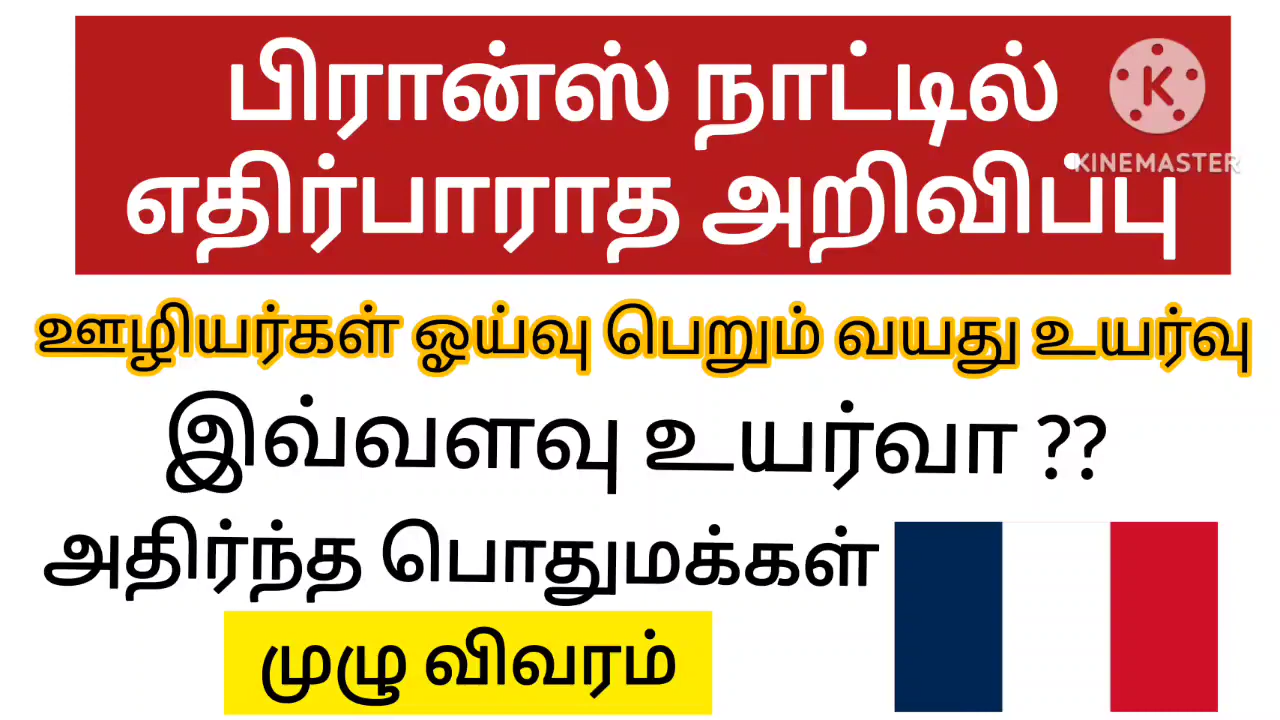 பிரான்ஸ் நாட்டில்
எதிர்பாராத அறிவிப்பு
K
KINEMASTER
ஊழியர்கள் ஓய்வு பெறும் வயது உயர்வு
இவ்வளவு உயர்வா ??
அதிர்ந்த பொதுமக்கள்
முழு விவரம்